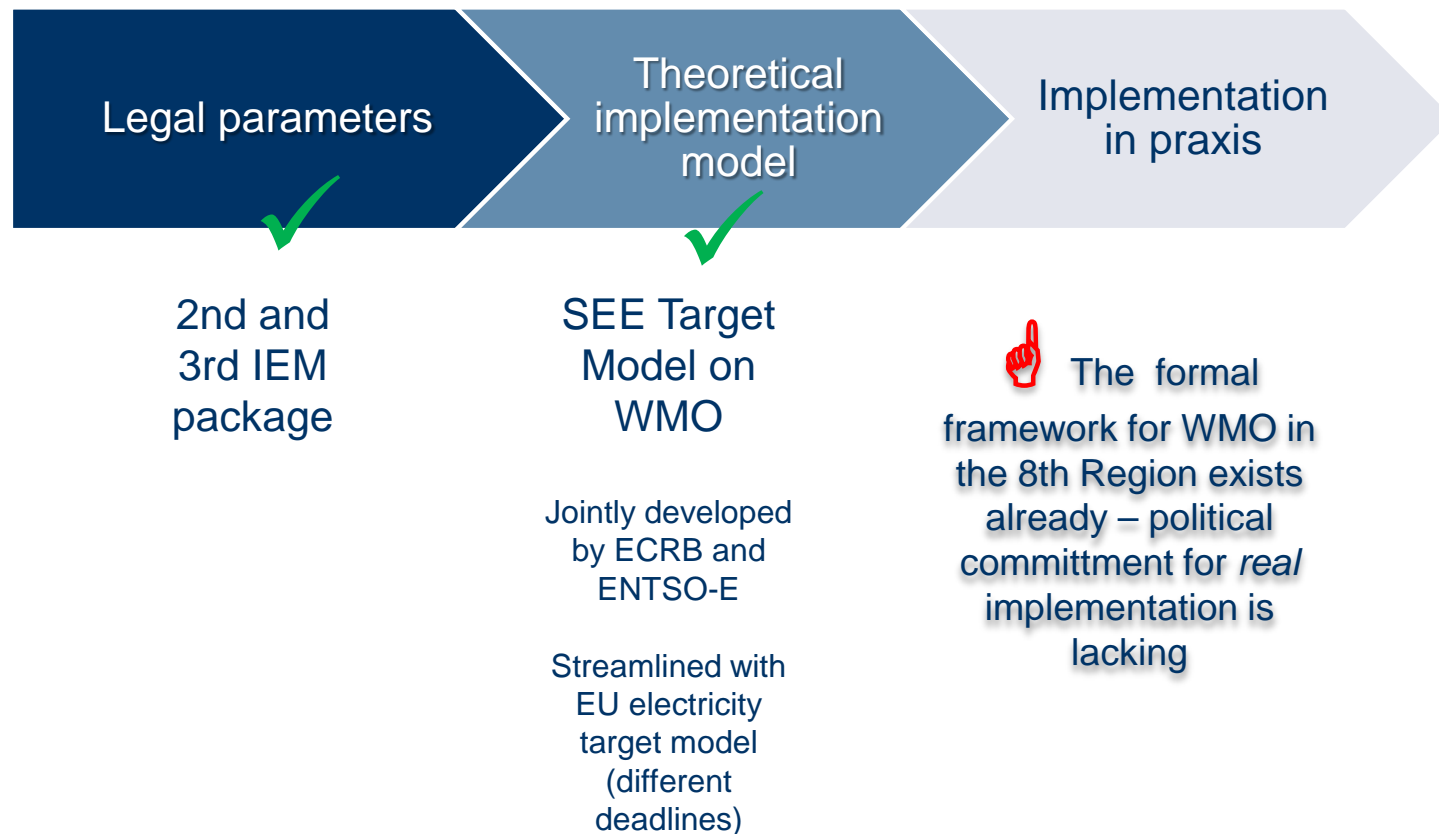 Legal parameters
Theoretical
implementation
model
Implementation
in praxis
2nd and
3rd IEM
package
SEE Target
Model on
WMO
Jointly developed
by ECRB and
ENTSO-E
Streamlined with
EU electricity
target model
(different
deadlines)
The formal
framework for WMO in
the 8th Region exists
already – political
committment for real
implementation is
lacking